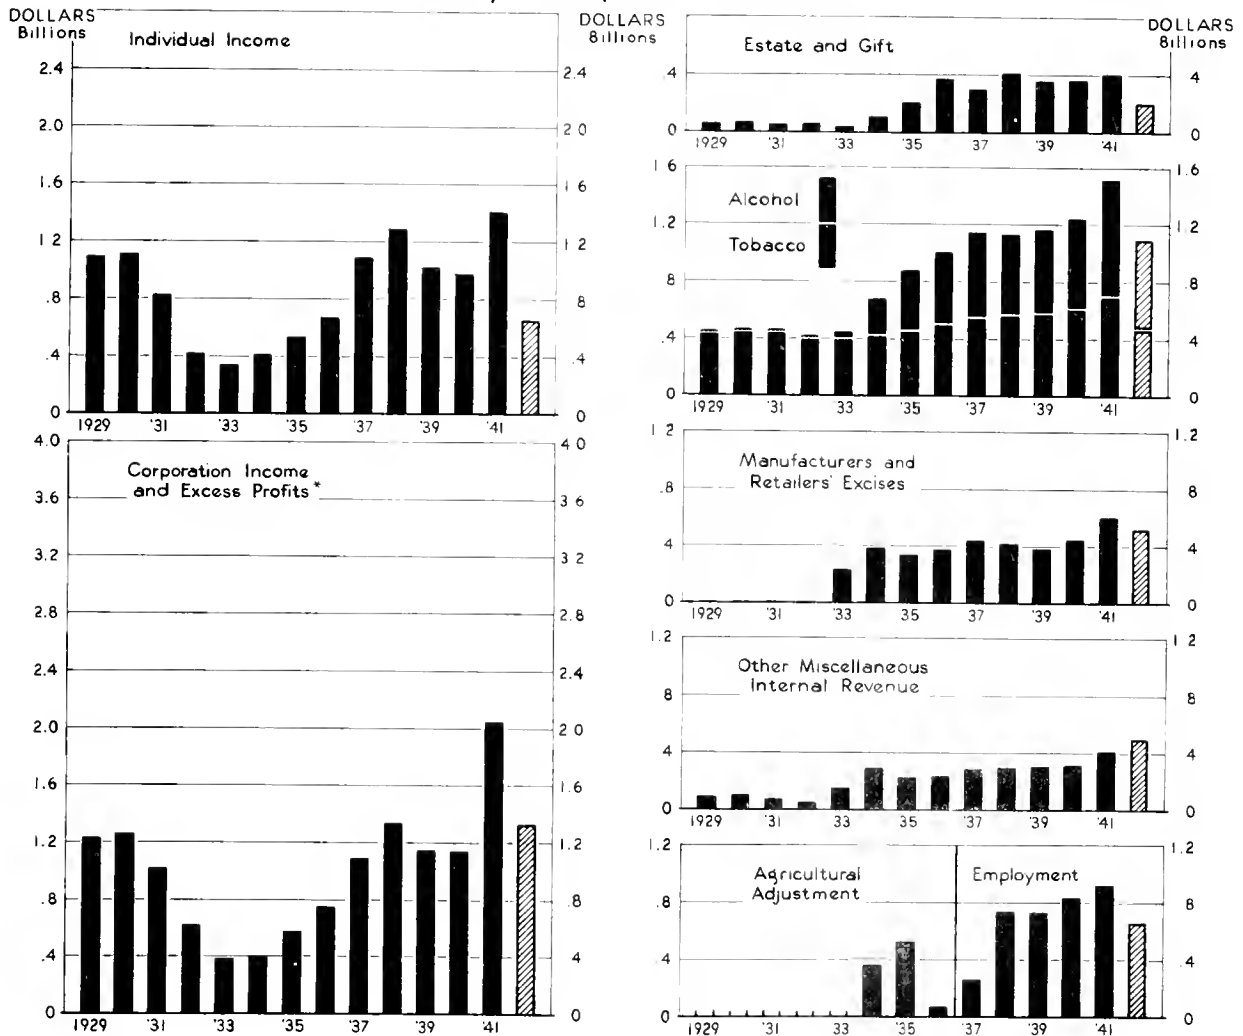 DOLLARS
Billions
Individual Income
DOLLARS
Billions
2.4
2.0
1.6
1.2
.8
.4
0
2.4
2.0
1.6
1.2
.8
.4
0
1929 '31 '33 '35 '37 '39 '41
Corporation Income
and Excess Profits*
4.0
3.6
3.2
2.8
2.4
2.0
1.6
1.2
.8
.4
0
4.0
3.6
3.2
2.8
2.4
2.0
1.6
1.2
.8
.4
0
1929 '31 '33 '35 '37 '39 '41
Estate and Gift
DOLLARS
Billions
.4
0
.4
0
1929 '31 '33 '35 '37 '39 '41
Alcohol
Tobacco
1.6
1.2
.8
.4
0
1.6
1.2
.8
.4
0
1929 '31 '33 '35 '37 '39 '41
Manufacturers and
Retailers' Excises
1.2
.8
.4
0
1.2
.8
.4
0
1929 '31 '33 '35 '37 '39 '41
Other Miscellaneous
Internal Revenue
1.2
.8
.4
0
1.2
.8
.4
0
1929 '31 '33 '35 '37 '39 '41
Agricultural
Adjustment
Employment
1.2
.8
.4
0
1.2
.8
.4
0
1929 '31 '33 '35 '37 '39 '41